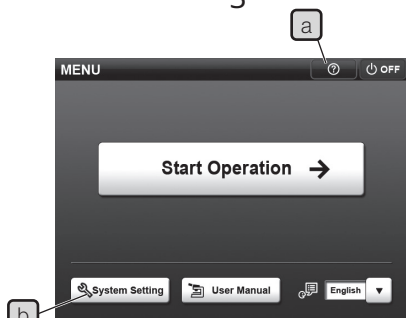 a
MENU
OFF
Start Operation →
System Setting
User Manual
English ▼
b